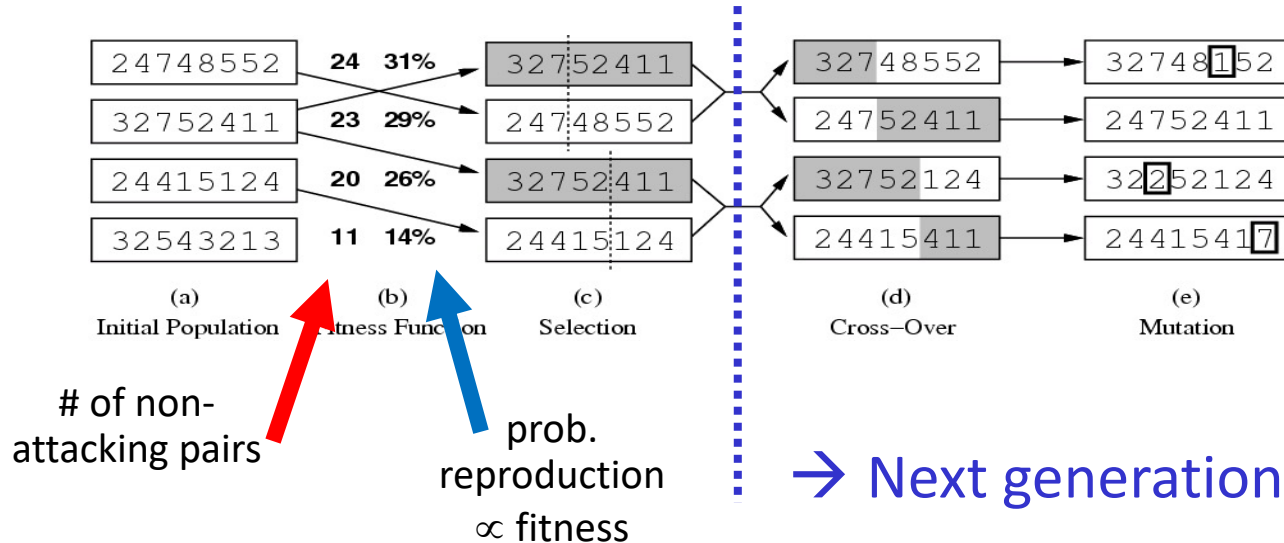 24748552 24 31% 32752411 32748552 32748152
32752411 23 29% 24748552 24752411 24752411
24415124 20 26% 32752411 32752124 32252124
32543213 11 14% 24415124 24415411 24415417
(a) (b) (c) (d) (e)
Initial Population Fitness Function Selection Cross-Over Mutation
# of non-
attacking pairs
prob.
reproduction
∝ fitness
→ Next generation